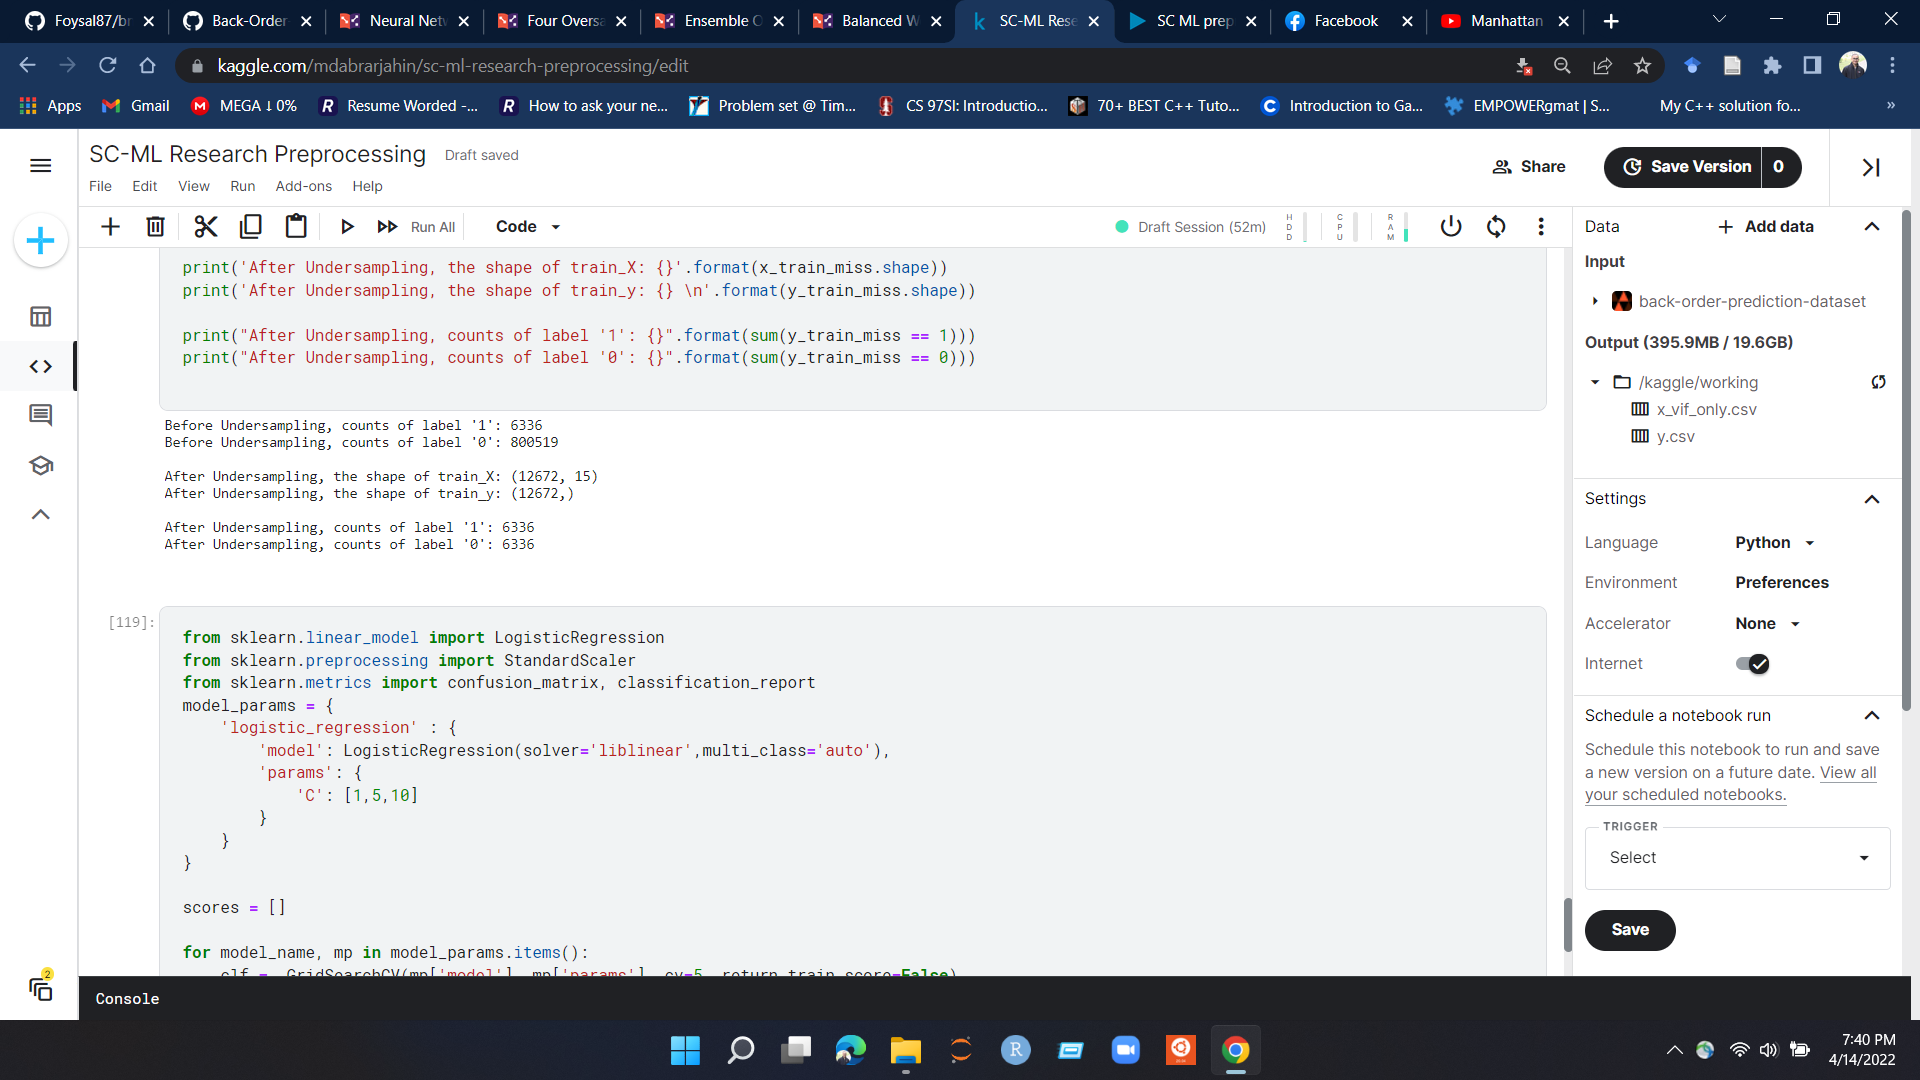 Foysal87/br
Back-Order
Neural Netv
Four Oversa
Ensemble O
Balanced W
SC-ML Rese
SC ML prep
Facebook
Manhattan
kaggle.com/mdabrarjahin/sc-ml-research-preprocessing/edit
Apps
Gmail
MEGA ↓ 0%
Resume Worded -...
How to ask your ne...
Problem set @ Tim...
CS 97SI: Introductio...
70+ BEST C++ Tuto...
Introduction to Ga...
EMPOWERgmat | S...
My C++ solution fo...
»
SC-ML Research Preprocessing
Draft saved
File Edit View Run Add-ons Help
Share
Save Version 0
Run All
Code
Draft Session (52m)
HDD
CPU
RAM
print('After Undersampling, the shape of train_X: {}'.format(x_train_miss.shape))
print('After Undersampling, the shape of train_y: {} \n'.format(y_train_miss.shape))
print("After Undersampling, counts of label '1': {}".format(sum(y_train_miss == 1)))
print("After Undersampling, counts of label '0': {}".format(sum(y_train_miss == 0)))
Before Undersampling, counts of label '1': 6336
Before Undersampling, counts of label '0': 800519
After Undersampling, the shape of train_X: (12672, 15)
After Undersampling, the shape of train_y: (12672,)
After Undersampling, counts of label '1': 6336
After Undersampling, counts of label '0': 6336
[119]:
from sklearn.linear_model import LogisticRegression
from sklearn.preprocessing import StandardScaler
from sklearn.metrics import confusion_matrix, classification_report
model_params = {
    'logistic_regression' : {
        'model': LogisticRegression(solver='liblinear',multi_class='auto'),
        'params': {
            'C': [1,5,10]
        }
    }
}
scores = []
for model_name, mp in model_params.items():
    clf = GridSearchCV(mp['model'], mp['params'], cv=5, return_train_score=False)
Console
Data
Add data
Input
back-order-prediction-dataset
Output (395.9MB / 19.6GB)
/kaggle/working
x_vif_only.csv
y.csv
Settings
Language Python
Environment Preferences
Accelerator None
Internet
Schedule a notebook run
Schedule this notebook to run and save
a new version on a future date. View all
your scheduled notebooks.
TRIGGER
Select
Save
2
7:40 PM
4/14/2022